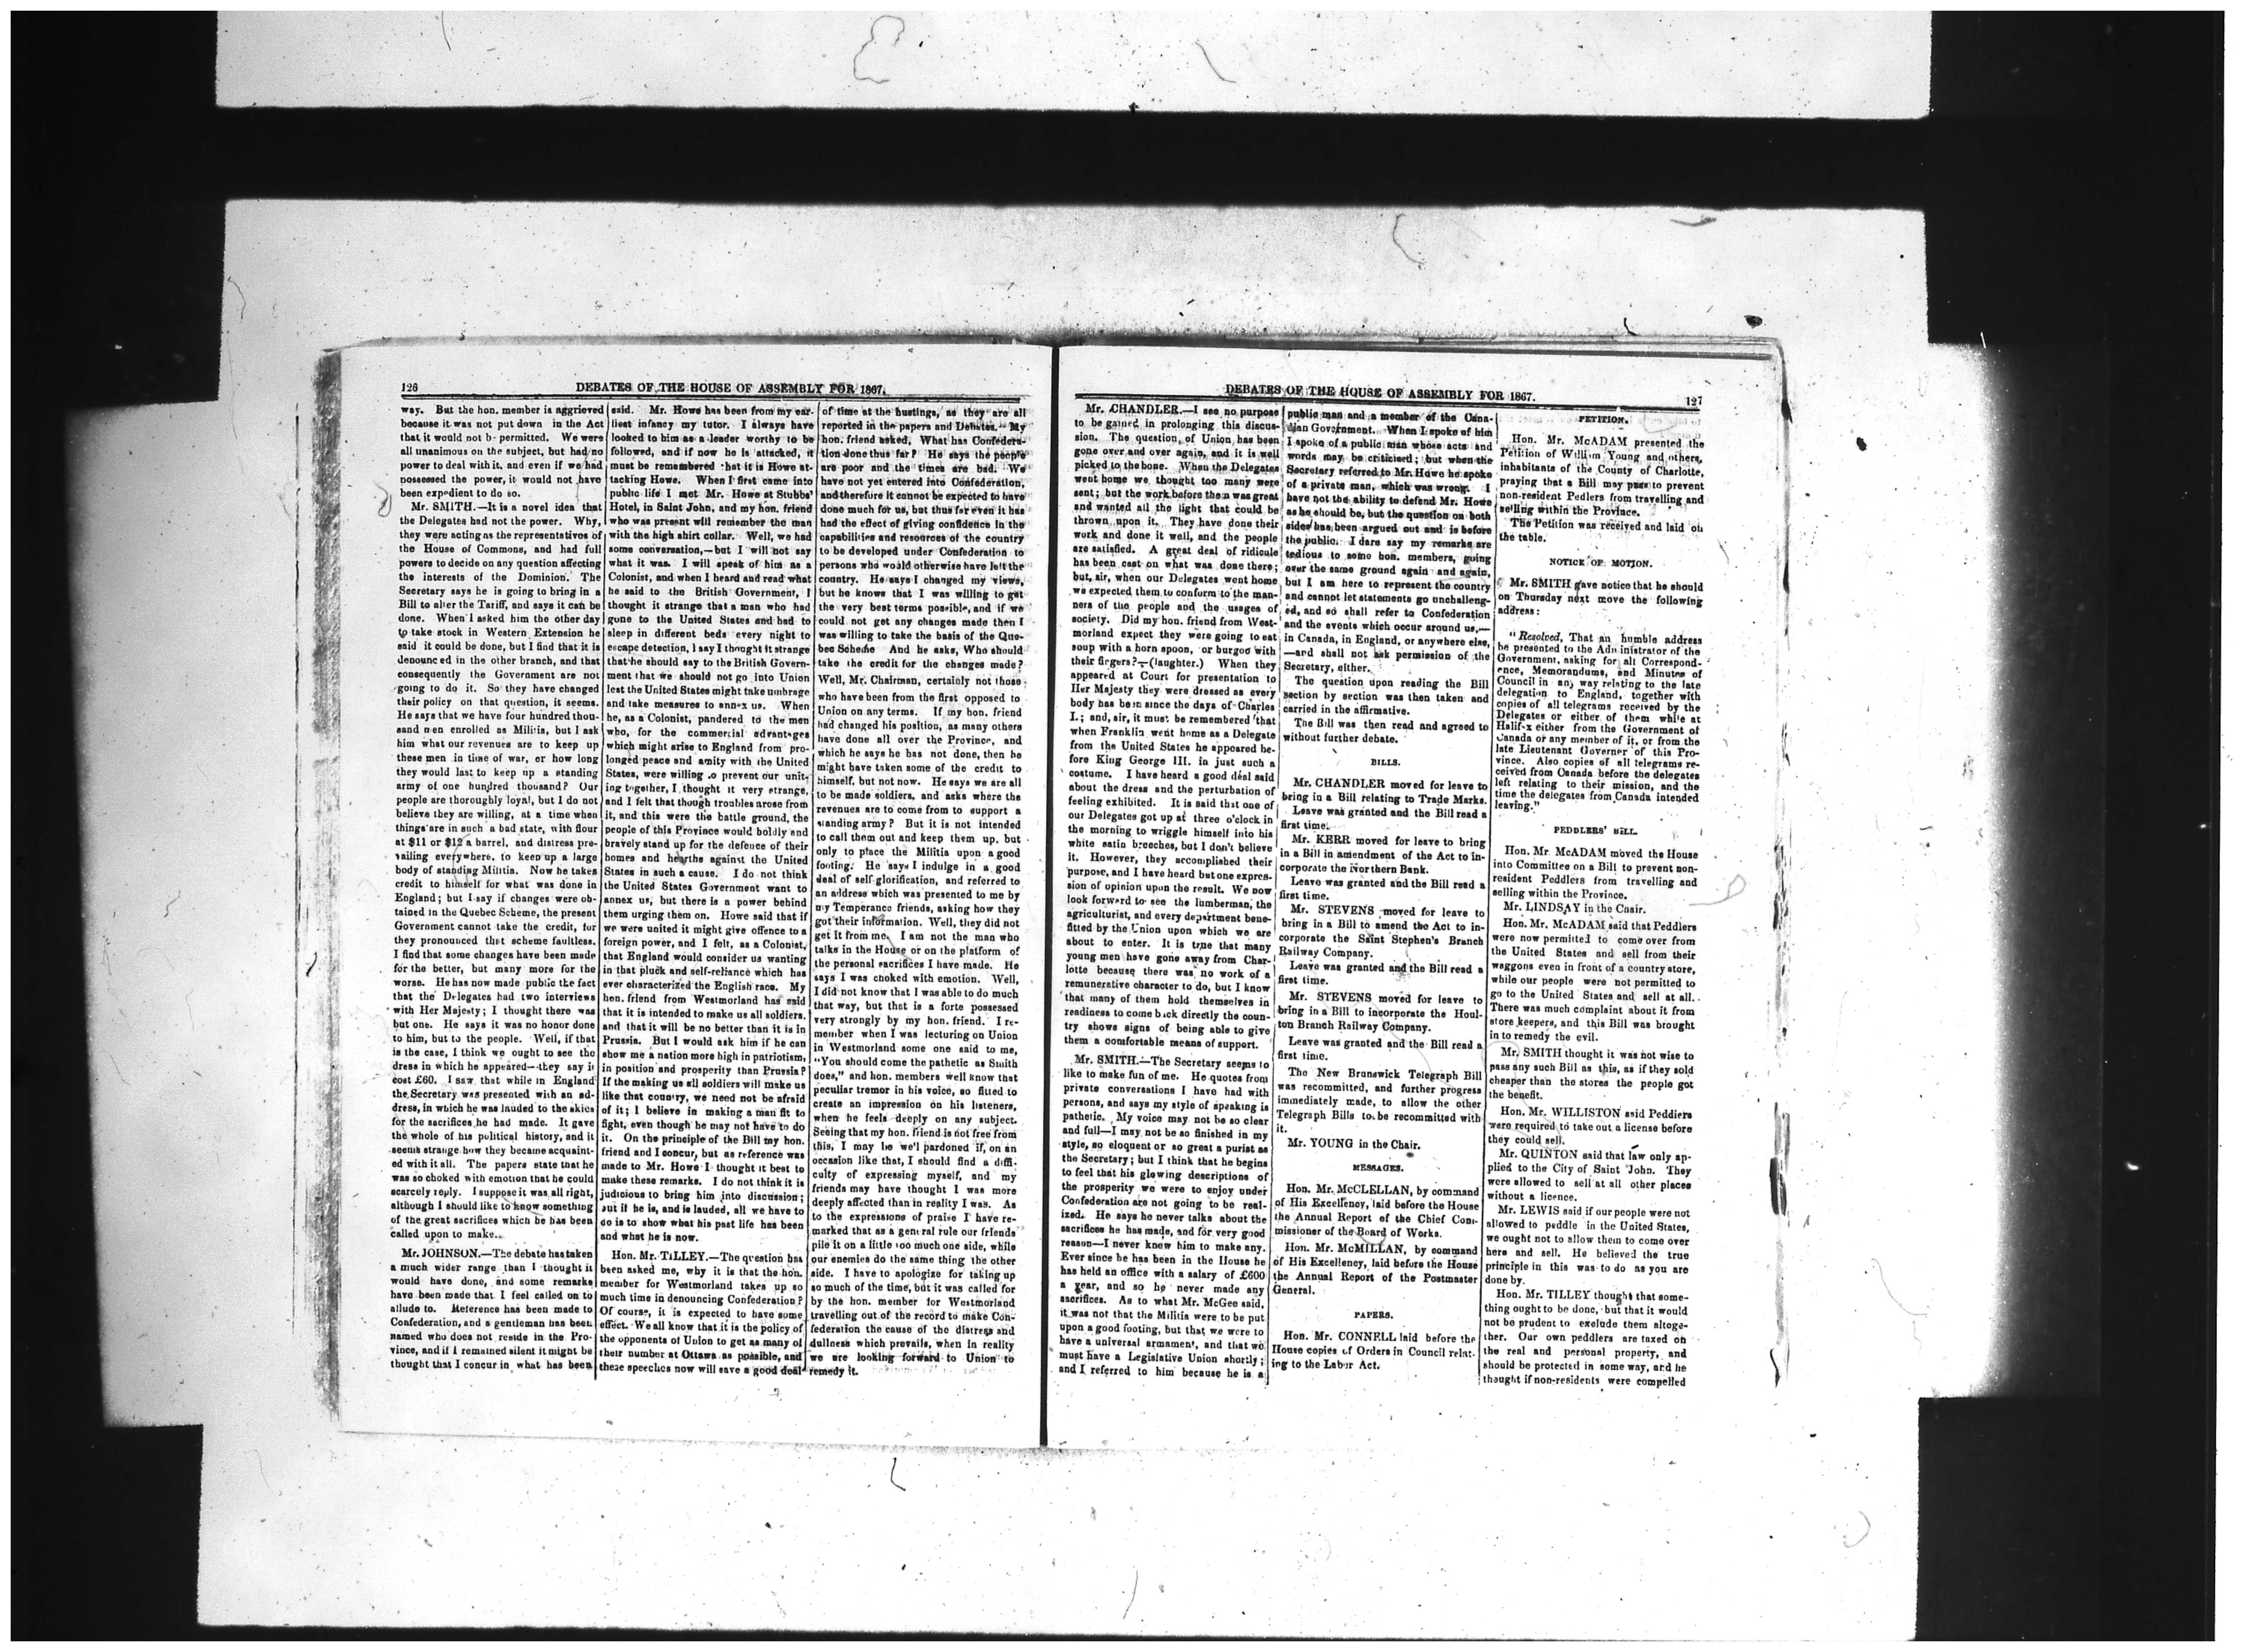 126
DEBATES OF THE HOUSE OF ASSEMBLY FOR 1867.
way. But the hon. member is aggrieved
because it was not put down in the Act
that it would not b permitted. We were
all unanimous on the subject, but had no
power to deal with it, and even if we had
possessed the power, it would not have
been expedient to do so.
Mr. SMITH.—It is a novel idea that
the Delegates had not the power. Why,
they were acting as the representatives of
the House of Commons, and had full
powers to decide on any question affecting
the interests of the Dominion. The
Secretary says he is going to bring in a
Bill to alter the Tariff, and says it can be
done. When I asked him the other day
to take stock in Western Extension he
said it could be done, but I find that it is
denounced in the other branch, and that
consequently the Government are not
going to do it. So they have changed
their policy on that question, it seems.
He says that we have four hundred thou-
sand men enrolled as Militia, but I ask
him what our revenues are to keep up
these men in time of war, or how long
they would last to keep up a standing
army of one hundred thousand? Our
people are thoroughly loyal, but I do not
believe they are willing, at a time when
things are in such a bad state, with flour
at $11 or $12 a barrel, and distress pre-
vailing everywhere, to keep up a large
body of standing Militia. Now he takes
credit to himself for what was done in
England; but I say if changes were ob-
tained in the Quebec Scheme, the present
Government cannot take the credit, for
they pronounced that scheme faultless.
I find that some changes have been made
for the better, but many more for the
worse. He has now made public the fact
that the Delegates had two interviews
with Her Majesty; I thought there was
but one. He says it was no honor done
to him, but to the people. Well, if that
is the case, I think we ought to see the
dress in which he appeared—they say it
cost £60. I saw that while in England
the Secretary was presented with an ad-
dress, in which he was lauded to the skies
for the sacrifices he had made. It gave
the whole of his political history, and it
seems strange how they became acquaint-
ed with it all. The papers state that he
was so choked with emotion that he could
scarcely reply. I suppose it was all right,
although I should like to know something
of the great sacrifices which he has been
called upon to make.
Mr. JOHNSON.—The debate has taken
a much wider range than I thought it
would have done, and some remarks
have been made that I feel called on to
allude to. Reference has been made to
Confederation, and a gentleman has been
named who does not reside in the Pro-
vince, and if I remained silent it might be
thought that I concur in what has been
said. Mr. Howe has been from my ear-
liest infancy my tutor. I always have
looked to him as a leader worthy to be
followed, and if now he is attacked, it
must be remembered that it is Howe at-
tacking Howe. When I first came into
public life I met Mr. Howe at Stubbs'
Hotel, in Saint John, and my hon. friend
who was present will remember the man
with the high shirt collar. Well, we had
some conversation,—but I will not say
what it was. I will speak of him as a
Colonist, and when I heard and read what
he said to the British Government, I
thought it strange that a man who had
gone to the United States and had to
sleep in different beds every night to
escape detection, I say I thought it strange
that he should say to the British Govern-
ment that we should not go into Union
lest the United States might take umbrage
and take measures to annex us. When
he, as a Colonist, pandered to the men
who, for the commercial advantages
which might arise to England from pro-
longed peace and amity with the United
States, were willing to prevent our unit-
ing together, I thought it very strange,
and I felt that though troubles arose from
it, and this were the battle ground, the
people of this Province would boldly and
bravely stand up for the defence of their
homes and hearths against the United
States in such a cause. I do not think
the United States Government want to
annex us, but there is a power behind
them urging them on. Howe said that if
we were united it might give offence to a
foreign power, and I felt, as a Colonist,
that England would consider us wanting
in that pluck and self-reliance which has
ever characterized the English race. My
hon. friend from Westmorland has said
that it is intended to make us all soldiers,
and that it will be no better than it is in
Prussia. But I would ask him if he can
show me a nation more high in patriotism,
in position and prosperity than Prussia?
If the making us all soldiers will make us
like that country, we need not be afraid
of it; I believe in making a man fit to
fight, even though he may not have to do
it. On the principle of the Bill my hon.
friend and I concur, but as reference was
made to Mr. Howe I thought it best to
make these remarks. I do not think it is
judicious to bring him into discussion;
but if he is, and is lauded, all we have to
do is to show what his past life has been
and what he is now.
Hon. Mr. TILLEY.—The question has
been asked me, why it is that the hon.
member for Westmorland takes up so
much time in denouncing Confederation?
Of course, it is expected to have some
effect. We all know that it is the policy of
the opponents of Union to get as many of
their number at Ottawa as possible, and
these speeches now will save a good deal
of time at the hustings, as they are all
reported in the papers and Debates. My
hon. friend asked, What has Confedera-
tion done thus far? He says the people
are poor and the times are bad. We
have not yet entered into Confederation,
and therefore it cannot be expected to have
done much for us, but thus far even it has
had the effect of giving confidence in the
capabilities and resources of the country
to be developed under Confederation to
persons who would otherwise have left the
country. He says I changed my views,
but he knows that I was willing to get
the very best terms possible, and if we
could not get any changes made then I
was willing to take the basis of the Que-
bec Scheme And he asks, Who should
take the credit for the changes made?
Well, Mr. Chairman, certainly not those
who have been from the first opposed to
Union on any terms. If my hon. friend
had changed his position, as many others
have done all over the Province, and
which he says he has not done, then he
might have taken some of the credit to
himself, but not now. He says we are all
to be made soldiers, and asks where the
revenues are to come from to support a
standing army? But it is not intended
to call them out and keep them up, but
only to place the Militia upon a good
footing. He says I indulge in a good
deal of self-glorification, and referred to
an address which was presented to me by
my Temperance friends, asking how they
got their information. Well, they did not
get it from me. I am not the man who
talks in the House or on the platform of
the personal sacrifices I have made. He
says I was choked with emotion. Well,
I did not know that I was able to do much
that way, but that is a forte possessed
very strongly by my hon. friend. I re-
member when I was lecturing on Union
in Westmorland some one said to me,
"You should come the pathetic as Smith
does," and hon. members well know that
peculiar tremor in his voice, so fitted to
create an impression on his listeners,
when he feels deeply on any subject.
Seeing that my hon. friend is not free from
this, I may be we'l pardoned if, on an
occasion like that, I should find a diffi-
culty of expressing myself, and my
friends may have thought I was more
deeply affected than in reality I was. As
to the expressions of praise I have re-
marked that as a general rule our friends
pile it on a little too much one side, while
our enemies do the same thing the other
side. I have to apologize for taking up
so much of the time, but it was called for
by the hon. member for Westmorland
travelling out of the record to make Con-
federation the cause of the distress and
dullness which prevails, when in reality
we are looking forward to Union to
remedy it.
DEBATES OF THE HOUSE OF ASSEMBLY FOR 1867.
127
Mr. CHANDLER.—I see no purpose
to be gained in prolonging this discus-
sion. The question of Union has been
gone over and over again, and it is well
picked to the bone. When the Delegates
went home we thought too many were
sent; but the work before them was great
and wanted all the light that could be
thrown upon it. They have done their
work and done it well, and the people
are satisfied. A great deal of ridicule
has been cast on what was done there;
but, sir, when our Delegates went home
we expected them to conform to the man-
ners of the people and the usages of
society. Did my hon. friend from West-
morland expect they were going to eat
soup with a horn spoon, or burgoo with
their fingers?—(laughter.) When they
appeared at Court for presentation to
Her Majesty they were dressed as every
body has been since the days of Charles
I.; and, sir, it must be remembered that
when Franklin went home as a Delegate
from the United States he appeared be-
fore King George III. in just such a
costume. I have heard a good deal said
about the dress and the perturbation of
feeling exhibited. It is said that one of
our Delegates got up at three o'clock in
the morning to wriggle himself into his
white satin breeches, but I don't believe
it. However, they accomplished their
purpose, and I have heard but one expres-
sion of opinion upon the result. We now
look forward to see the lumberman, the
agriculturist, and every department bene-
fitted by the Union upon which we are
about to enter. It is true that many
young men have gone away from Char-
lotte because there was no work of a
remunerative character to do, but I know
that many of them hold themselves in
readiness to come back directly the coun-
try shows signs of being able to give
them a comfortable means of support.
Mr. SMITH.—The Secretary seems to
like to make fun of me. He quotes from
private conversations I have had with
persons, and says my style of speaking is
pathetic. My voice may not be so clear
and full—I may not be so finished in my
style, so eloquent or so great a purist as
the Secretary; but I think that he begins
to feel that his glowing descriptions of
the prosperity we were to enjoy under
Confederation are not going to be real-
ized. He says he never talks about the
sacrifices he has made, and for very good
reason—I never knew him to make any.
Ever since he has been in the House he
has held an office with a salary of £600
a year, and so he never made any
sacrifices. As to what Mr. McGee said,
it was not that the Militia were to be put
upon a good footing, but that we were to
have a universal armament, and that we
must have a Legislative Union shortly;
and I referred to him because he is a
public man and a member of the Cana-
dian Government. When I spoke of him
I spoke of a public man whose acts and
words may be criticised; but when the
Secretary referred to Mr. Howe he spoke
of a private man, which was wrong. I
have not the ability to defend Mr. Howe
as he should be, but the question on both
sides has been argued out and is before
the public. I dare say my remarks are
tedious to some hon. members, going
over the same ground again and again,
but I am here to represent the country
and cannot let statements go unchalleng-
ed, and so shall refer to Confederation
and the events which occur around us,—
in Canada, in England, or anywhere else,
—and shall not ask permission of the
Secretary, either.
The question upon reading the Bill
section by section was then taken and
carried in the affirmative.
The Bill was then read and agreed to
without further debate.
BILLS.
Mr. CHANDLER moved for leave to
bring in a Bill relating to Trade Marks.
Leave was granted and the Bill read a
first time.
Mr. KERR moved for leave to bring
in a Bill in amendment of the Act to in-
corporate the Northern Bank.
Leave was granted and the Bill read a
first time.
Mr. STEVENS moved for leave to
bring in a Bill to amend the Act to in-
corporate the Saint Stephen's Branch
Railway Company.
Leave was granted and the Bill read a
first time.
Mr. STEVENS moved for leave to
bring in a Bill to incorporate the Houl-
ton Branch Railway Company.
Leave was granted and the Bill read a
first time.
The New Brunswick Telegraph Bill
was recommitted, and further progress
immediately made, to allow the other
Telegraph Bills to be recommitted with
it.
Mr. YOUNG in the Chair.
MESSAGES.
Hon. Mr. McCLELLAN, by command
of His Excellency, laid before the House
the Annual Report of the Chief Com-
missioner of the Board of Works.
Hon. Mr. McMILLAN, by command
of His Excellency, laid before the House
the Annual Report of the Postmaster
General.
PAPERS.
Hon. Mr. CONNELL laid before the
House copies of Orders in Council relat-
ing to the Labor Act.
PETITION.
Hon. Mr. McADAM presented the
Petition of William Young and others,
inhabitants of the County of Charlotte,
praying that a Bill may pass to prevent
non-resident Pedlers from travelling and
selling within the Province.
The Petition was received and laid on
the table.
NOTICE OF MOTION.
Mr. SMITH gave notice that he should
on Thursday next move the following
address:
"Resolved, That an humble address
be presented to the Administrator of the
Government, asking for all Correspond-
ence, Memorandums, and Minutes of
Council in any way relating to the late
delegation to England, together with
copies of all telegrams received by the
Delegates or either of them while at
Halifax either from the Government of
Canada or any member of it, or from the
late Lieutenant Governer of this Pro-
vince. Also copies of all telegrams re-
ceived from Canada before the delegates
left relating to their mission, and the
time the delegates from Canada intended
leaving."
PEDDLERS' BILL.
Hon. Mr. McADAM moved the House
into Committee on a Bill to prevent non-
resident Peddlers from travelling and
selling within the Province.
Mr. LINDSAY in the Chair.
Hon. Mr. McADAM said that Peddlers
were now permitted to come over from
the United States and sell from their
waggons even in front of a country store,
while our people were not permitted to
go to the United States and sell at all.
There was much complaint about it from
store keepers, and this Bill was brought
in to remedy the evil.
Mr. SMITH thought it was not wise to
pass any such Bill as this, as if they sold
cheaper than the stores the people got
the benefit.
Hon. Mr. WILLISTON said Peddlers
were required to take out a license before
they could sell.
Mr. QUINTON said that law only ap-
plied to the City of Saint John. They
were allowed to sell at all other places
without a licence.
Mr. LEWIS said if our people were not
allowed to peddle in the United States,
we ought not to allow them to come over
here and sell. He believed the true
principle in this was to do as you are
done by.
Hon. Mr. TILLEY thought that some-
thing ought to be done, but that it would
not be prudent to exclude them altoge-
ther. Our own peddlers are taxed on
the real and personal property, and
should be protected in some way, and he
thought if non-residents were compelled